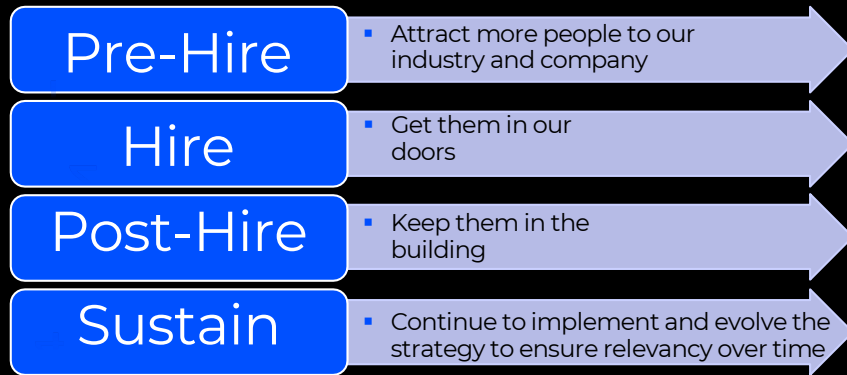 Pre-Hire
▪ Attract more people to our
industry and company
Hire
▪ Get them in our
doors
Post-Hire
▪ Keep them in the
building
Sustain
▪ Continue to implement and evolve the
strategy to ensure relevancy over time